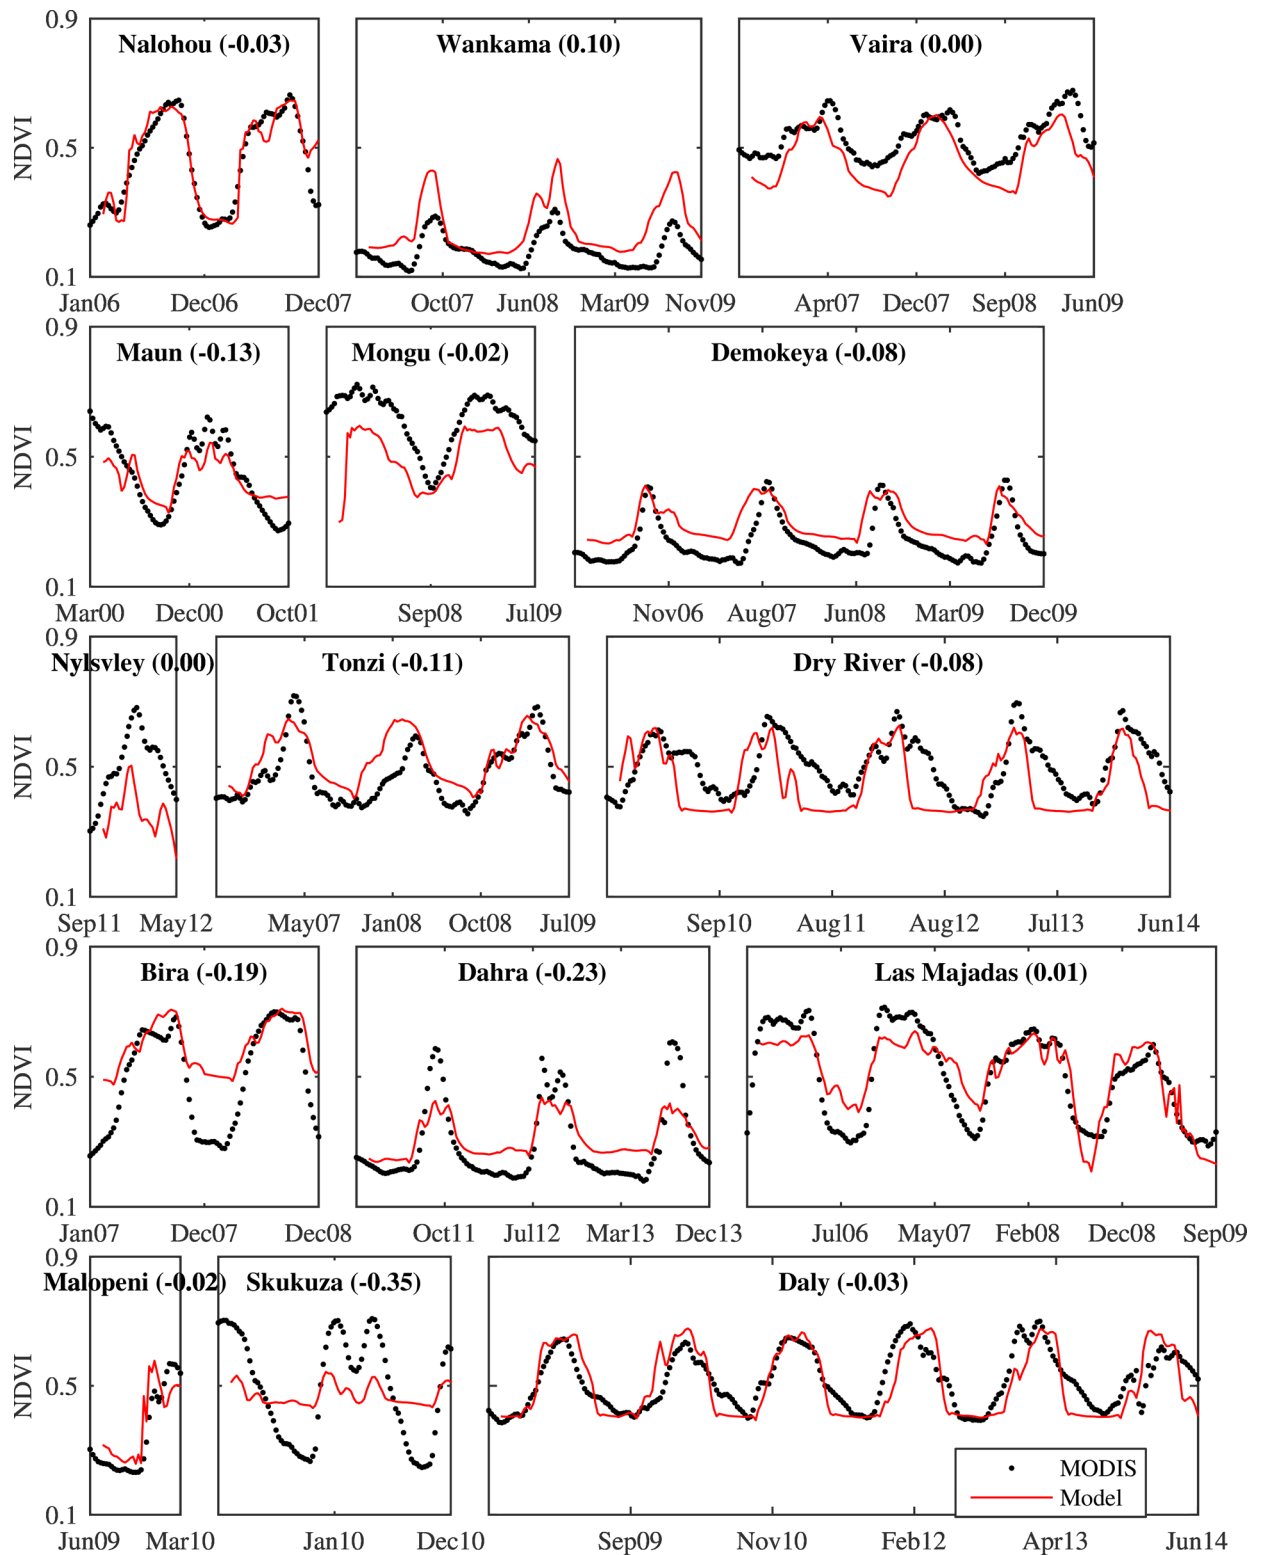 0.9
Nalohou (-0.03) Wankama (0.10) Vaira (0.00)
NDVI
0.5
0.1
Jan06 Dec06 Dec07 Oct07 Jun08 Mar09 Nov09 Apr07 Dec07 Sep08 Jun09
0.9
Maun (-0.13) Mongu (-0.02) Demokeya (-0.08)
NDVI
0.5
0.1
Mar00 Dec00 Oct01 Sep08 Jul09 Nov06 Aug07 Jun08 Mar09 Dec09
0.9
Nylsvley (0.00) Tonzi (-0.11) Dry River (-0.08)
NDVI
0.5
0.1
Sep11 May12 May07 Jan08 Oct08 Jul09 Sep10 Aug11 Aug12 Jul13 Jun14
0.9
Bira (-0.19) Dahra (-0.23) Las Majadas (0.01)
NDVI
0.5
0.1
Jan07 Dec07 Dec08 Oct11 Jul12 Mar13 Dec13 Jul06 May07 Feb08 Dec08 Sep09
0.9
Malopeni (-0.02) Skukuza (-0.35) Daly (-0.03)
NDVI
0.5
MODIS
Model
0.1
Jun09 Mar10 Jan10 Dec10 Sep09 Nov10 Feb12 Apr13 Jun14